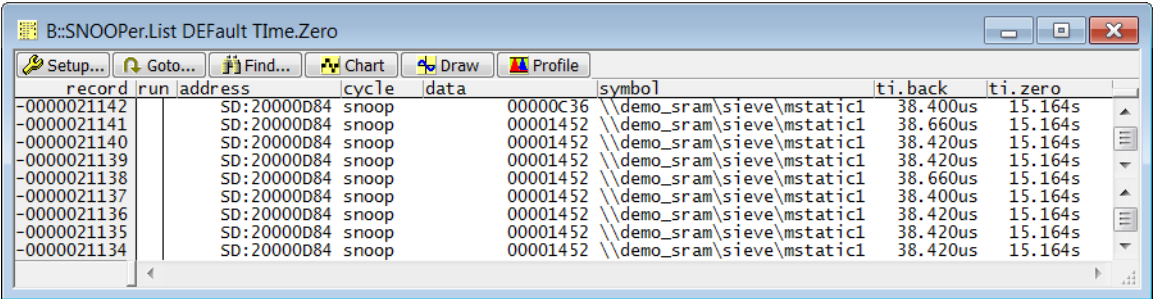 B::SNOOPer.List DEFault TIme.Zero
Setup... Goto... Find... Chart Draw Profile
record run address cycle data symbol ti.back ti.zero
-0000021142 SD:20000D84 snoop 00000C36 \\demo_sram\sieve\mstatic1 38.400us 15.164s
-0000021141 SD:20000D84 snoop 00001452 \\demo_sram\sieve\mstatic1 38.660us 15.164s
-0000021140 SD:20000D84 snoop 00001452 \\demo_sram\sieve\mstatic1 38.420us 15.164s
-0000021139 SD:20000D84 snoop 00001452 \\demo_sram\sieve\mstatic1 38.420us 15.164s
-0000021138 SD:20000D84 snoop 00001452 \\demo_sram\sieve\mstatic1 38.660us 15.164s
-0000021137 SD:20000D84 snoop 00001452 \\demo_sram\sieve\mstatic1 38.400us 15.164s
-0000021136 SD:20000D84 snoop 00001452 \\demo_sram\sieve\mstatic1 38.420us 15.164s
-0000021135 SD:20000D84 snoop 00001452 \\demo_sram\sieve\mstatic1 38.420us 15.164s
-0000021134 SD:20000D84 snoop 00001452 \\demo_sram\sieve\mstatic1 38.420us 15.164s